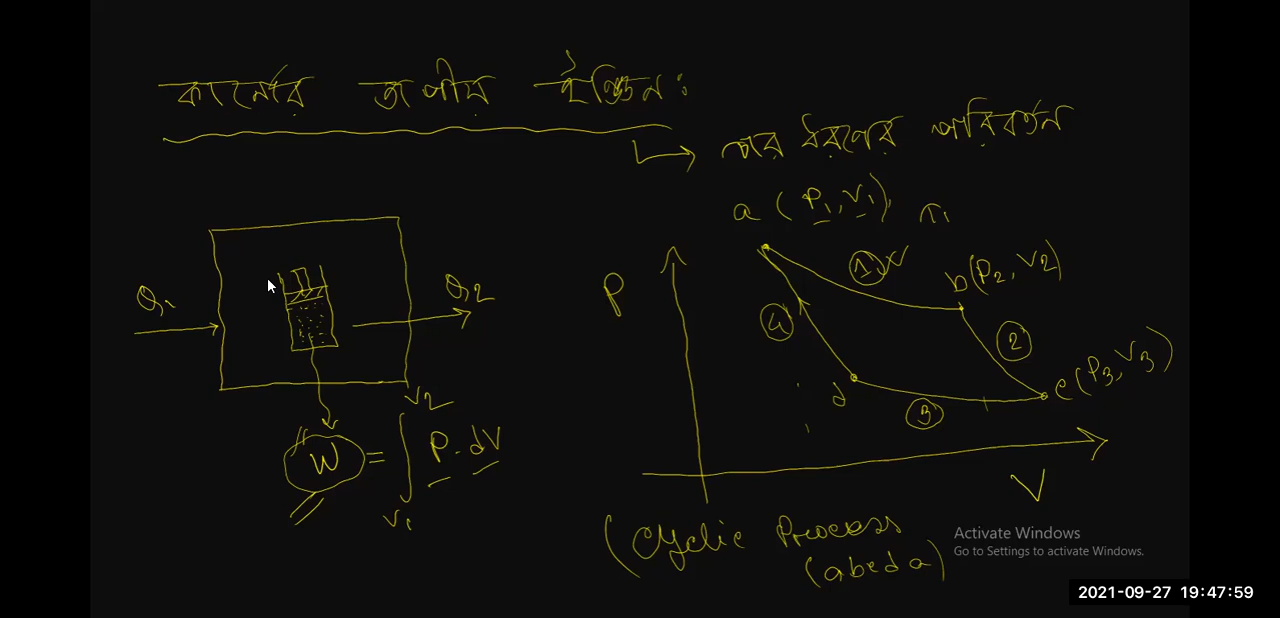 কার্নোর তাপীয় ইঞ্জিন:
চার ধরণের পরিবর্তন
a (P₁, V₁) T₁
b(P₂, V₂)
c(P₃, V₃)
d
P
V
1
2
3
4
Q₁
Q₂
W = ∫ P. dV
V₂
V₁
(Cyclic Process
(abcda)
Activate Windows
Go to Settings to activate Windows.
2021-09-27 19:47:59